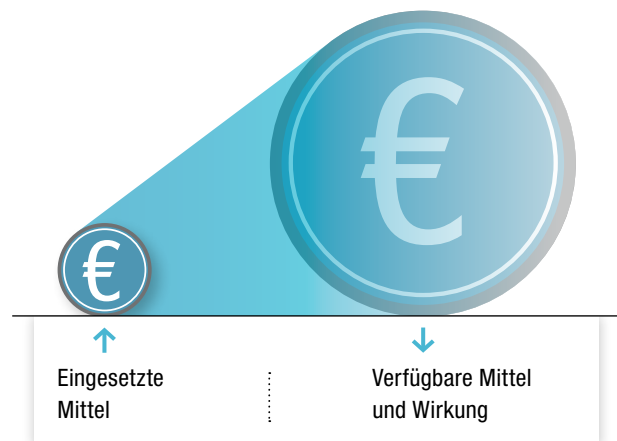 €
€
Eingesetzte
Mittel
Verfügbare Mittel
und Wirkung